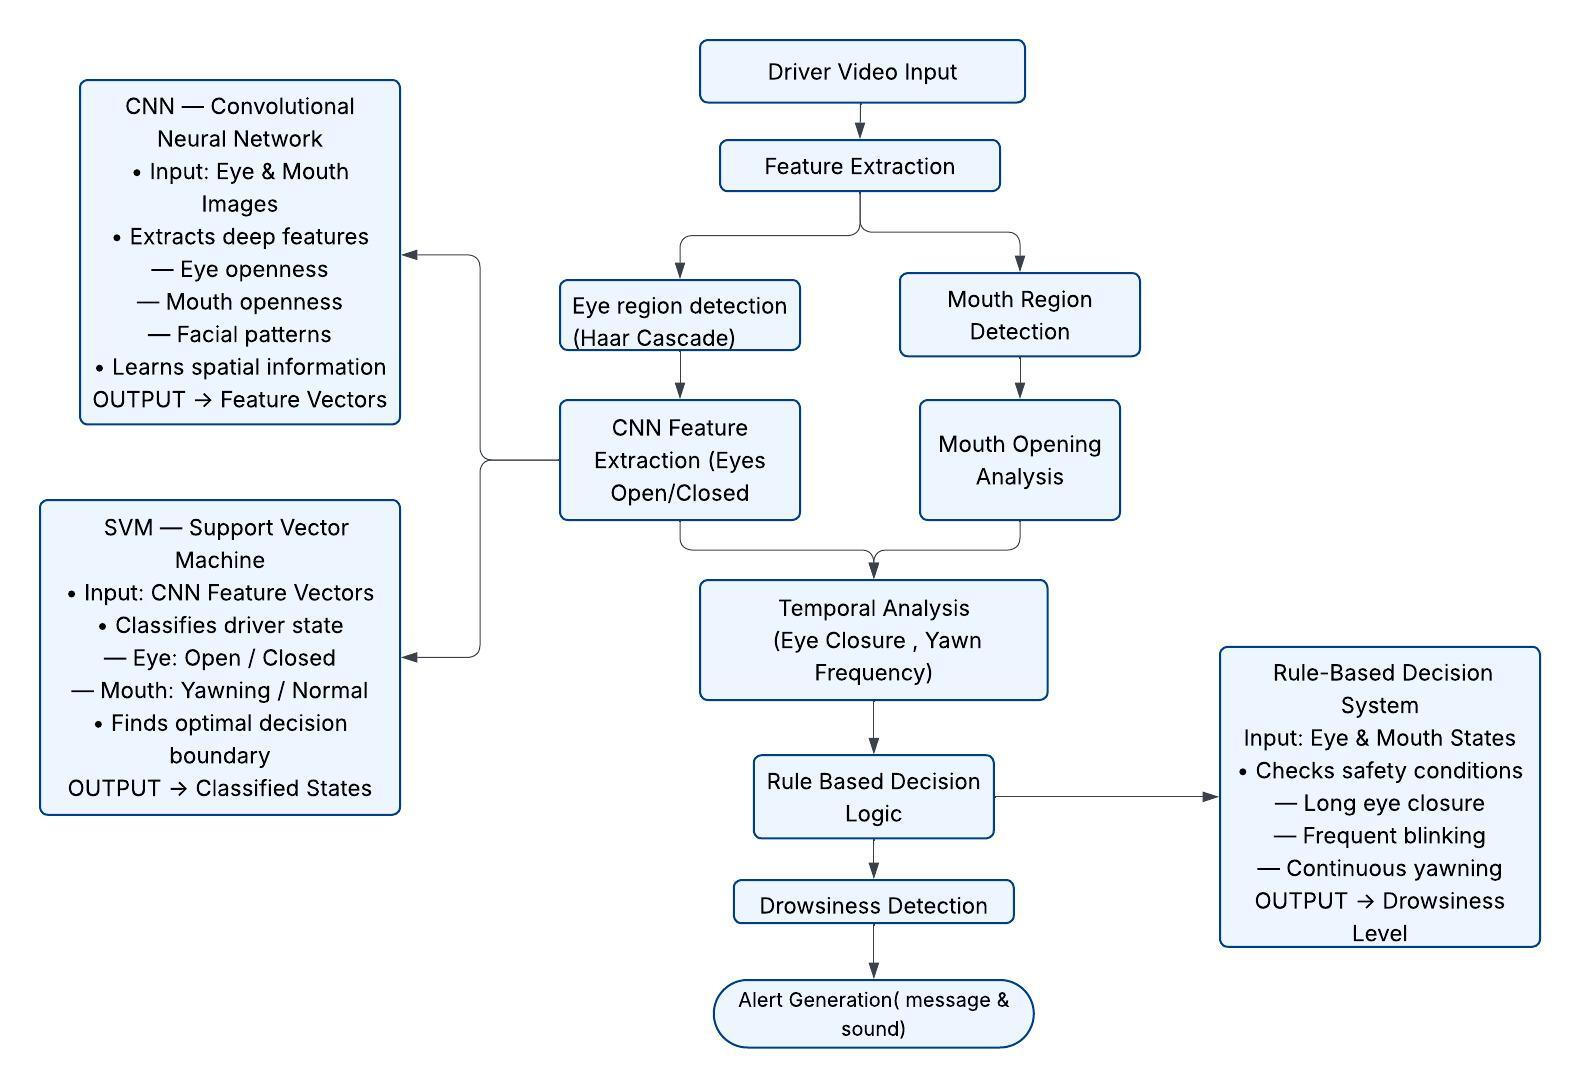 Driver Video Input
Feature Extraction
Eye region detection
(Haar Cascade)
Mouth Region
Detection
CNN Feature
Extraction (Eyes
Open/Closed
Mouth Opening
Analysis
CNN — Convolutional
Neural Network
• Input: Eye & Mouth
Images
• Extracts deep features
— Eye openness
— Mouth openness
— Facial patterns
• Learns spatial information
OUTPUT → Feature Vectors
SVM — Support Vector
Machine
• Input: CNN Feature Vectors
• Classifies driver state
— Eye: Open / Closed
— Mouth: Yawning / Normal
• Finds optimal decision
boundary
OUTPUT → Classified States
Temporal Analysis
(Eye Closure , Yawn
Frequency)
Rule Based Decision
Logic
Rule-Based Decision
System
Input: Eye & Mouth States
• Checks safety conditions
— Long eye closure
— Frequent blinking
— Continuous yawning
OUTPUT → Drowsiness
Level
Drowsiness Detection
Alert Generation( message &
sound)